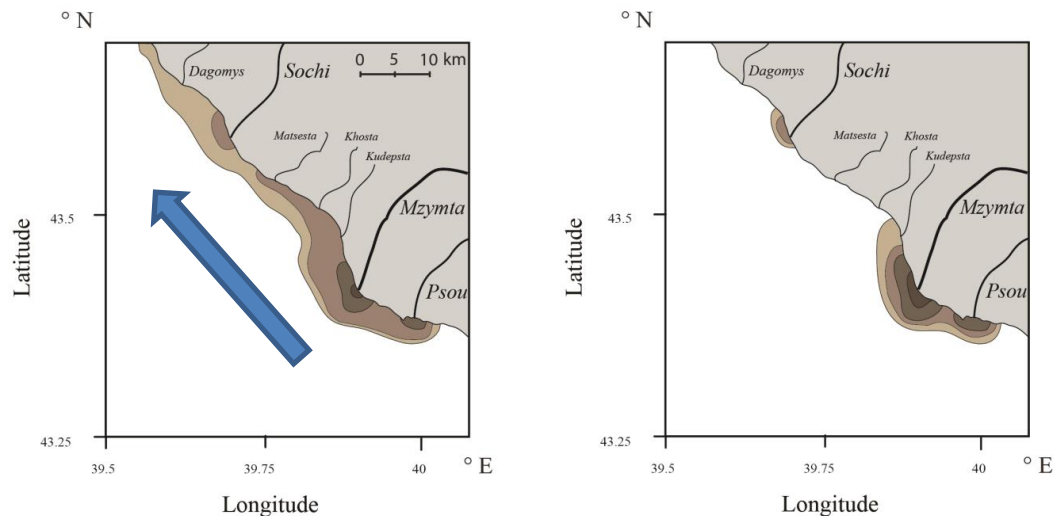 ° N
Dagomys
Sochi
0 5 10 km
Matsesta
Khosta
Kudepsta
Mzymta
Psou
43.5
43.25
Latitude
39.5
39.75
40
° E
Longitude
° N
Dagomys
Sochi
Matsesta
Khosta
Kudepsta
Mzymta
Psou
43.5
43.25
Latitude
39.5
39.75
40
° E
Longitude